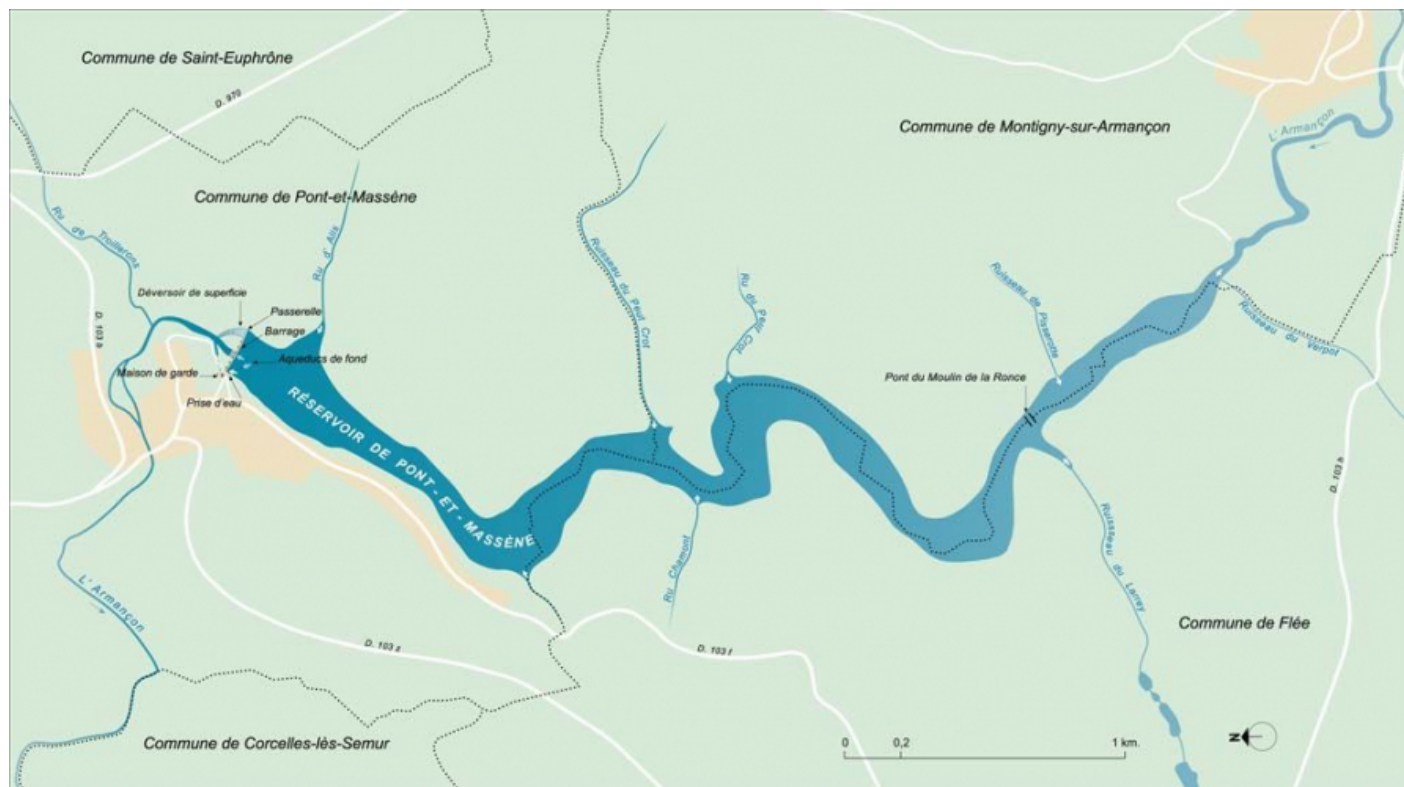 Commune de Saint-Euphrône
D. 970
Commune de Montigny-sur-Armançon
L' Armançon
Commune de Pont-et-Massène
Ru de Troillerons
Ru d' Alis
Ruisseau du Peut Crot
Ru du Petit Crot
Ruisseau de Pisserotte
Ruisseau du Verpot
Déversoir de superficie
Passerelle
Barrage
Aqueducs de fond
Maison de garde
Prise d'eau
D. 103 b
RÉSERVOIR DE PONT - ET - MASSÈNE
Pont du Moulin de la Ronce
D. 103 h
Ru Chamont
Ruisseau du Larrey
L' Armançon
D. 103 z
D. 103 f
Commune de Flée
Commune de Corcelles-lès-Semur
0
0,2
1 km.
N